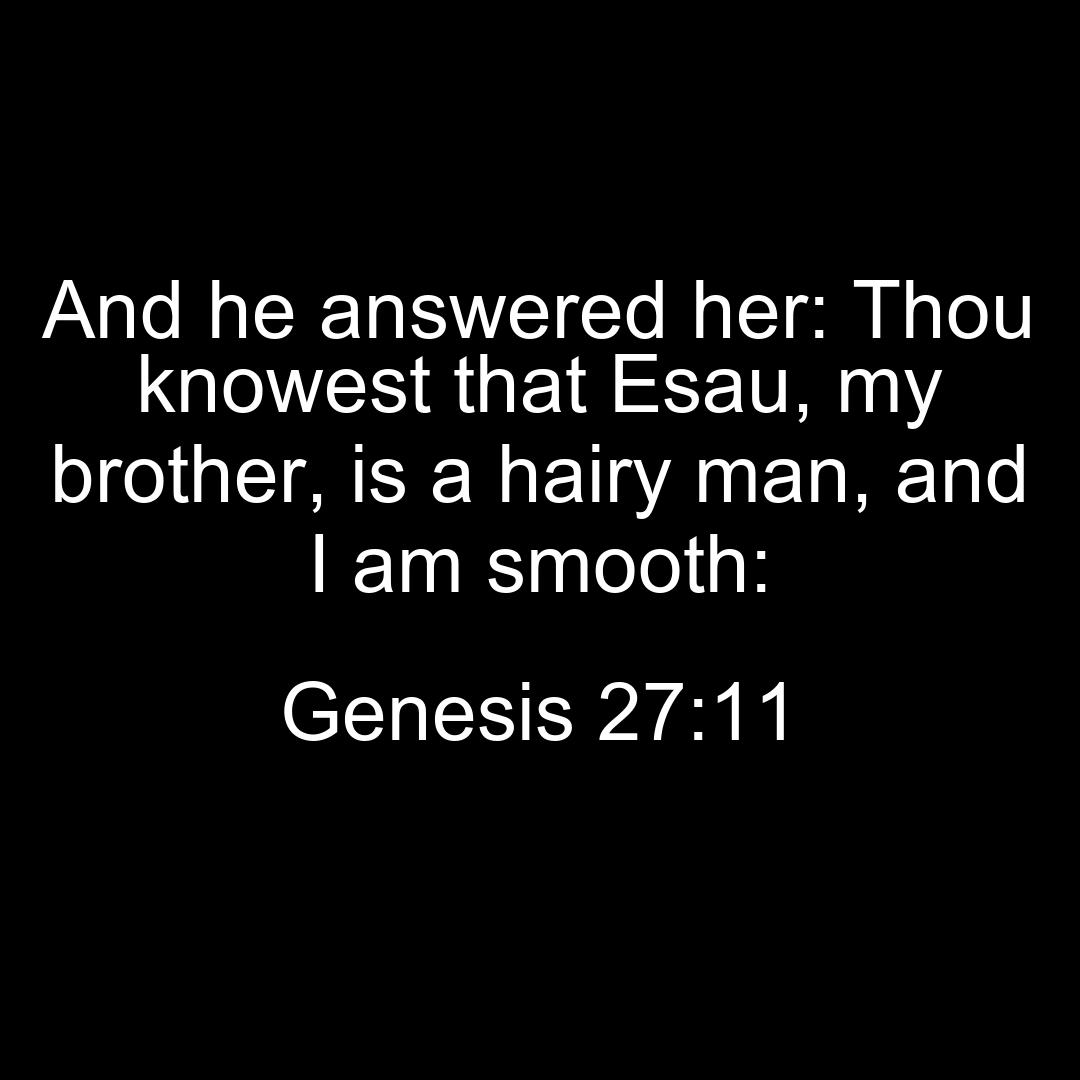 And he answered her: Thou
knowest that Esau, my
brother, is a hairy man, and
I am smooth:
Genesis 27:11